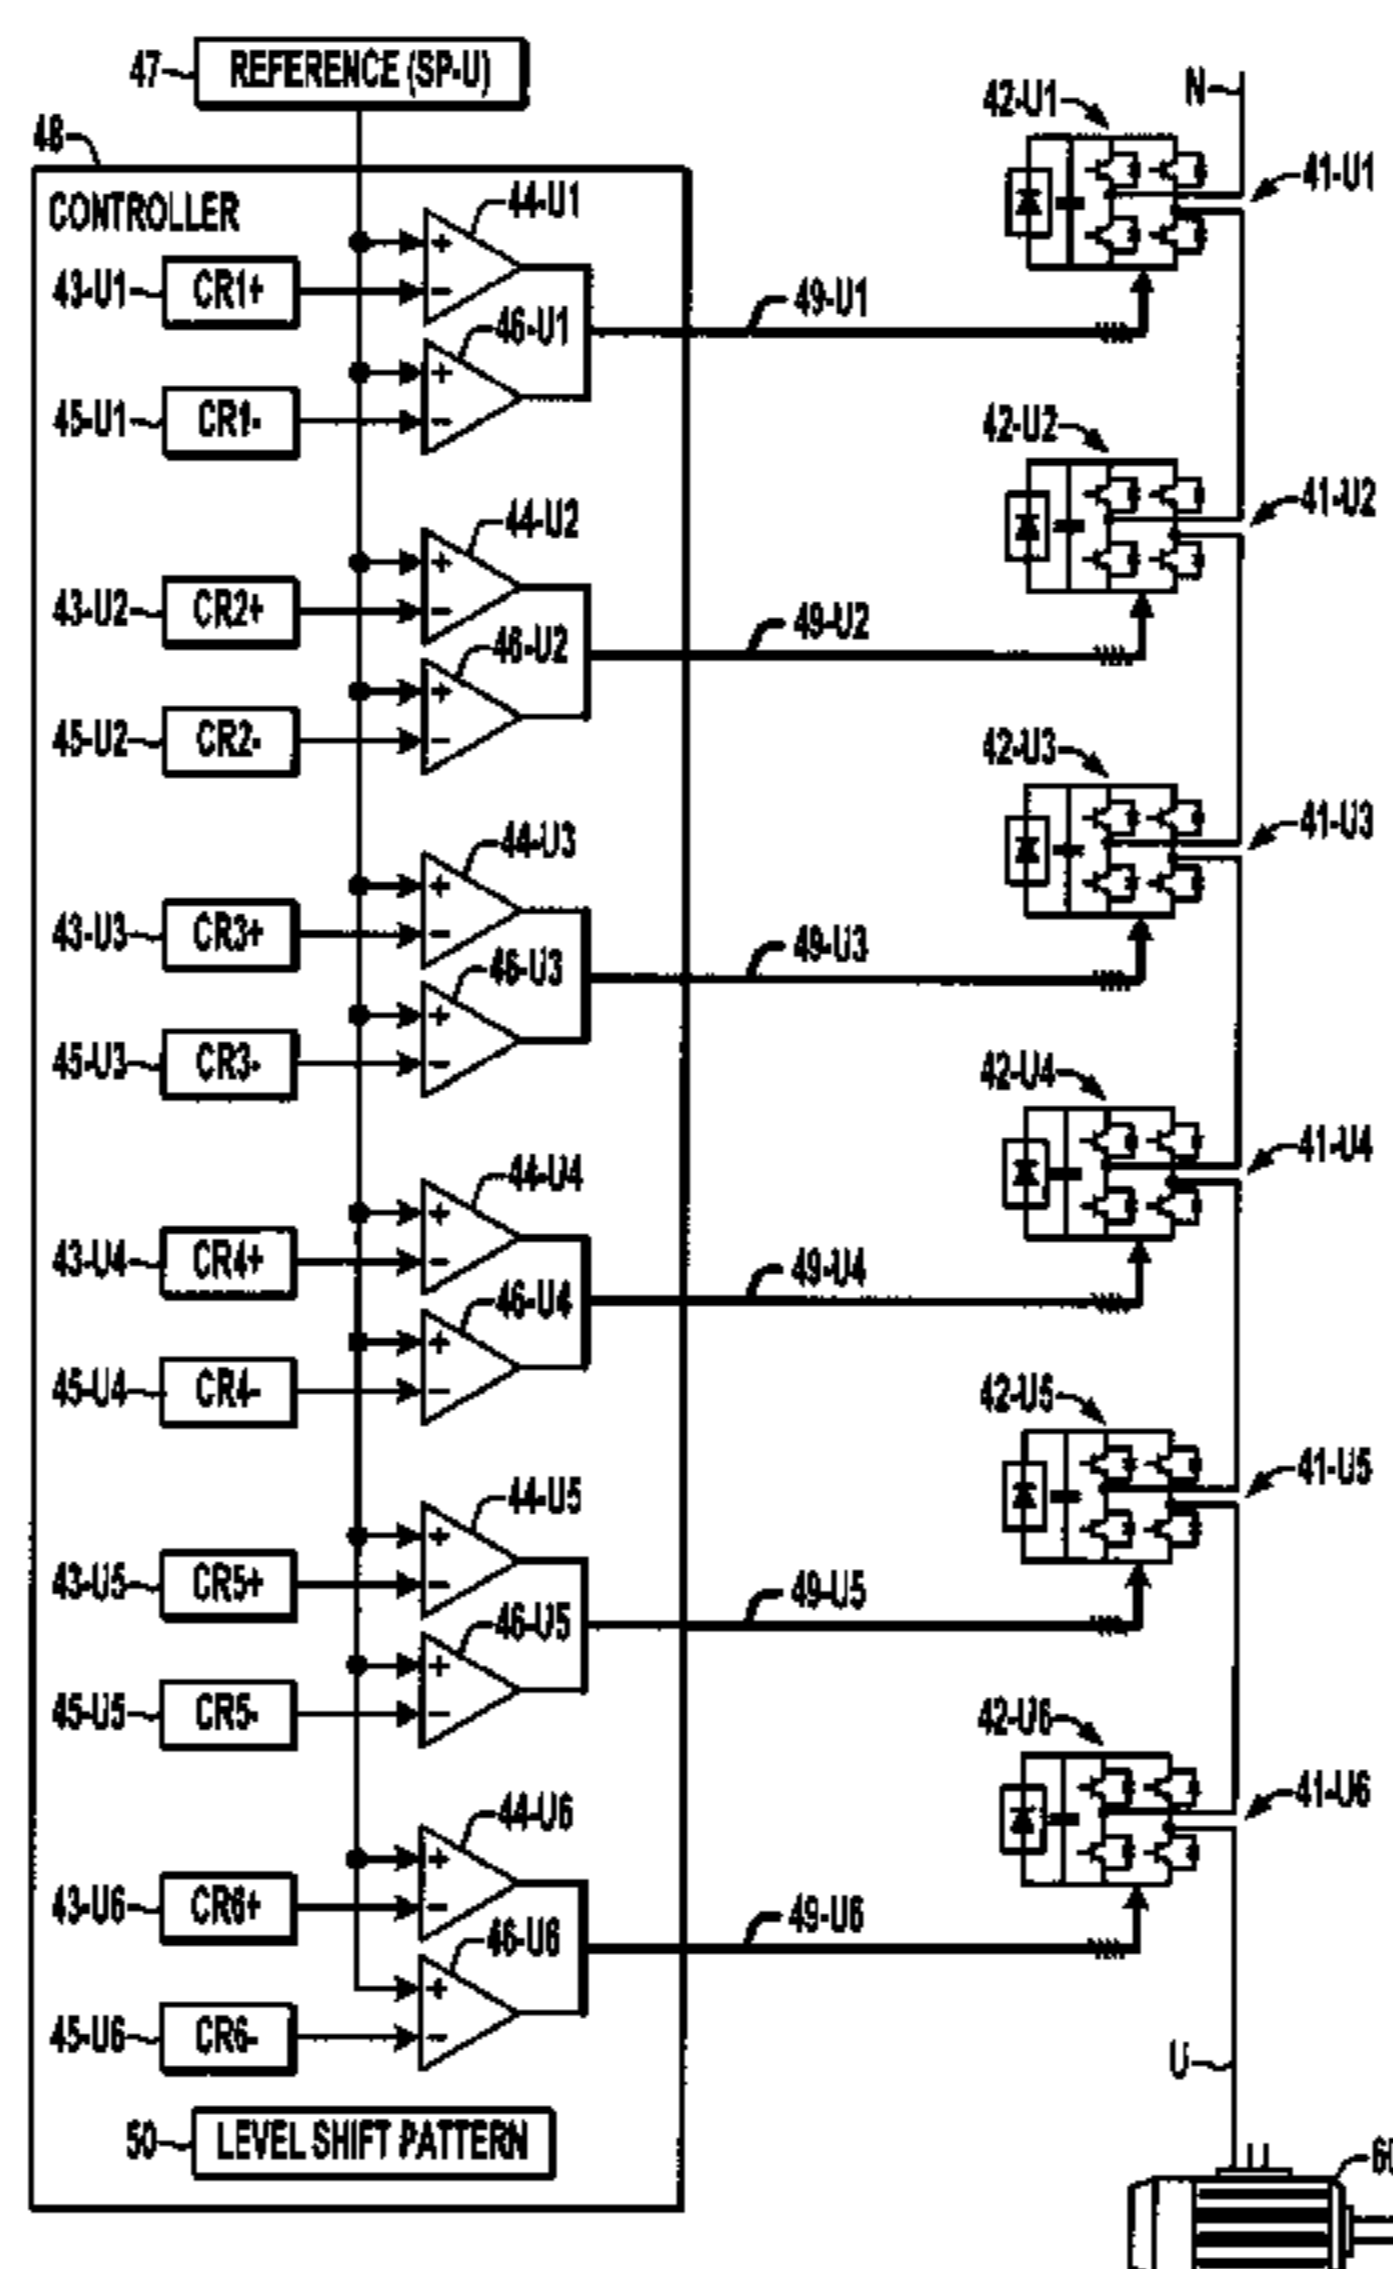 47 REFERENCE (SP-U)
48
CONTROLLER
42-U1
N
41-U1
44-U1
43-U1 CR1+ + −
49-U1
46-U1
45-U1 CR1- + −
42-U2
41-U2
44-U2
43-U2 CR2+ + −
49-U2
46-U2
45-U2 CR2- + −
42-U3
41-U3
44-U3
43-U3 CR3+ + −
49-U3
46-U3
45-U3 CR3- + −
42-U4
41-U4
44-U4
43-U4 CR4+ + −
49-U4
46-U4
45-U4 CR4- + −
42-U5
41-U5
44-U5
43-U5 CR5+ + −
49-U5
46-U5
45-U5 CR5- + −
42-U6
41-U6
44-U6
43-U6 CR6+ + −
49-U6
46-U6
45-U6 CR6- + −
U
50 LEVEL SHIFT PATTERN